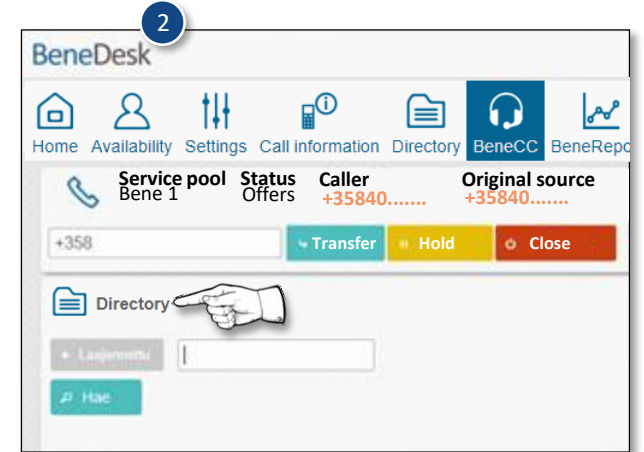 2
BeneDesk
Home Availability Settings Call information Directory BeneCC BeneRepo
Service pool Status Caller Original source
Bene 1 Offers +35840....... +35840.......
+358 Transfer Hold Close
Directory
+ Laajennettu
Hae